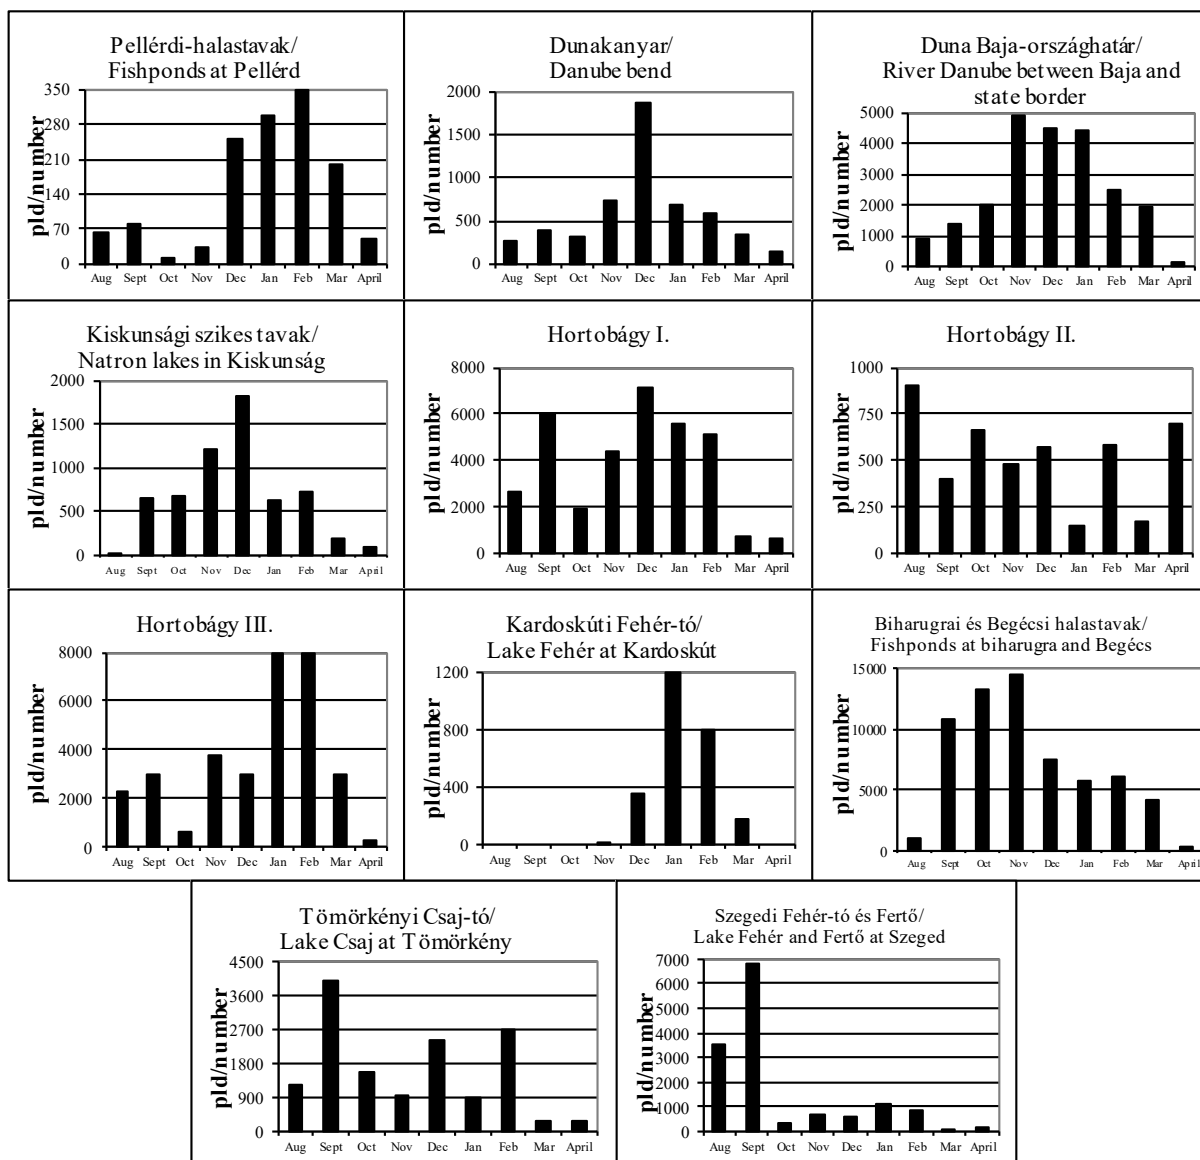 Pellérdi-halastavak/
Fishponds at Pellérd
pld/number
350
280
210
140
70
0
Aug Sept Oct Nov Dec Jan Feb Mar April
Dunakanyar/
Danube bend
pld/number
2000
1500
1000
500
0
Aug Sept Oct Nov Dec Jan Feb Mar April
Duna Baja-országhatár/
River Danube between Baja and
state border
pld/number
5000
4000
3000
2000
1000
0
Aug Sept Oct Nov Dec Jan Feb Mar April
Kiskunsági szikes tavak/
Natron lakes in Kiskunság
pld/number
2000
1500
1000
500
0
Aug Sept Oct Nov Dec Jan Feb Mar April
Hortobágy I.
pld/number
8000
6000
4000
2000
0
Aug Sept Oct Nov Dec Jan Feb Mar April
Hortobágy II.
pld/number
1000
750
500
250
0
Aug Sept Oct Nov Dec Jan Feb Mar April
Hortobágy III.
pld/number
8000
6000
4000
2000
0
Aug Sept Oct Nov Dec Jan Feb Mar April
Kardoskúti Fehér-tó/
Lake Fehér at Kardoskút
pld/number
1200
800
400
0
Aug Sept Oct Nov Dec Jan Feb Mar April
Biharugrai és Begécsi halastavak/
Fishponds at biharugra and Begécs
pld/number
15000
10000
5000
0
Aug Sept Oct Nov Dec Jan Feb Mar April
Tömörkényi Csaj-tó/
Lake Csaj at Tömörkény
pld/number
4500
3600
2700
1800
900
0
Aug Sept Oct Nov Dec Jan Feb Mar April
Szegedi Fehér-tó és Fertő/
Lake Fehér and Fertő at Szeged
pld/number
7000
6000
5000
4000
3000
2000
1000
0
Aug Sept Oct Nov Dec Jan Feb Mar April